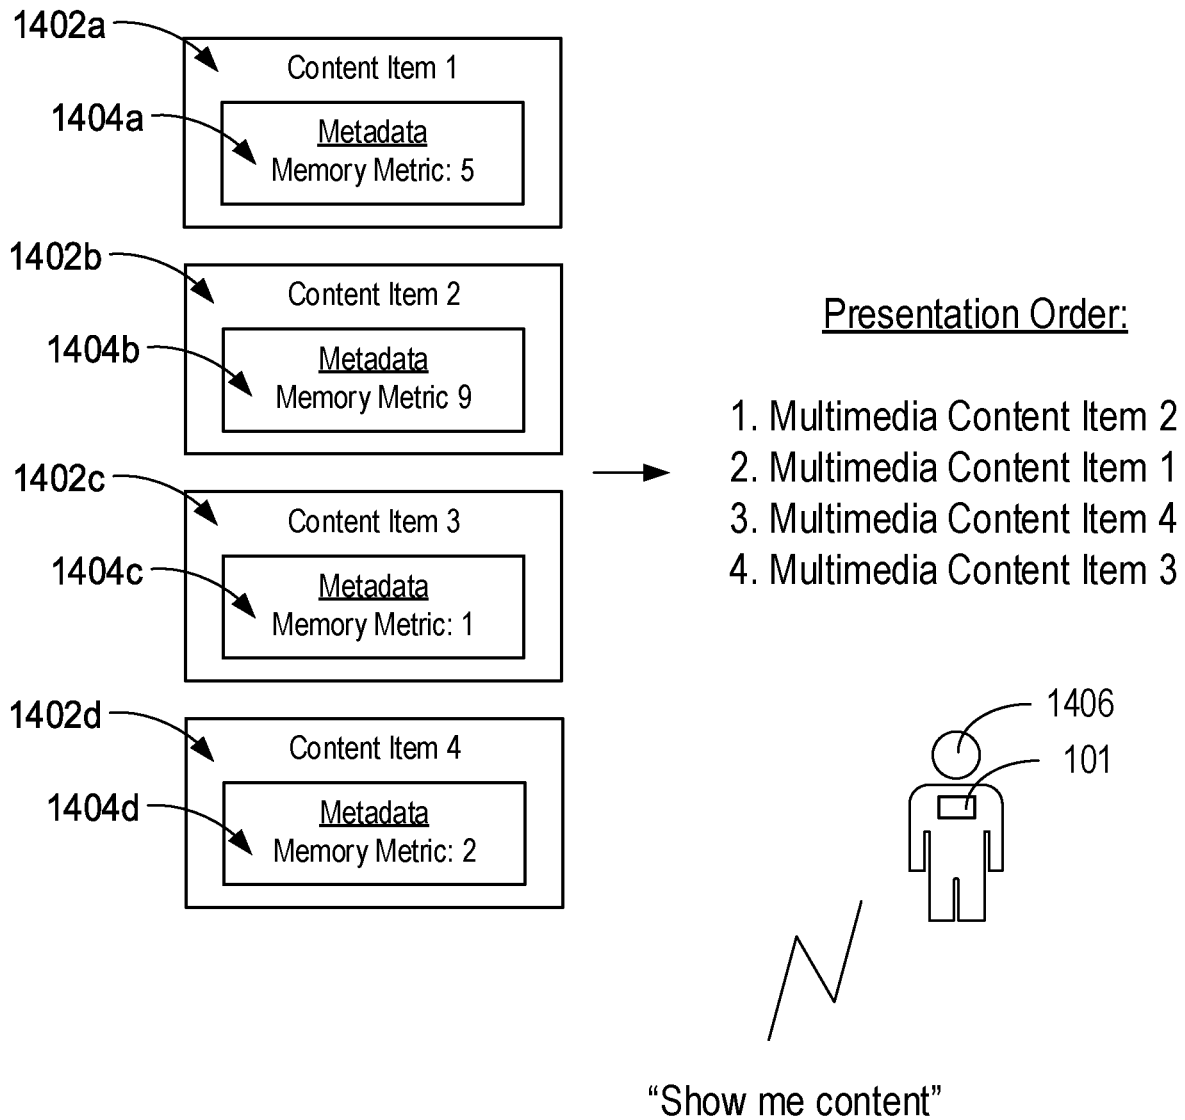 1402a
Content Item 1
1404a
Metadata
Memory Metric: 5
1402b
Content Item 2
1404b
Metadata
Memory Metric 9
1402c
Content Item 3
1404c
Metadata
Memory Metric: 1
1402d
Content Item 4
1404d
Metadata
Memory Metric: 2
Presentation Order:
1. Multimedia Content Item 2
2. Multimedia Content Item 1
3. Multimedia Content Item 4
4. Multimedia Content Item 3
1406
101
“Show me content”